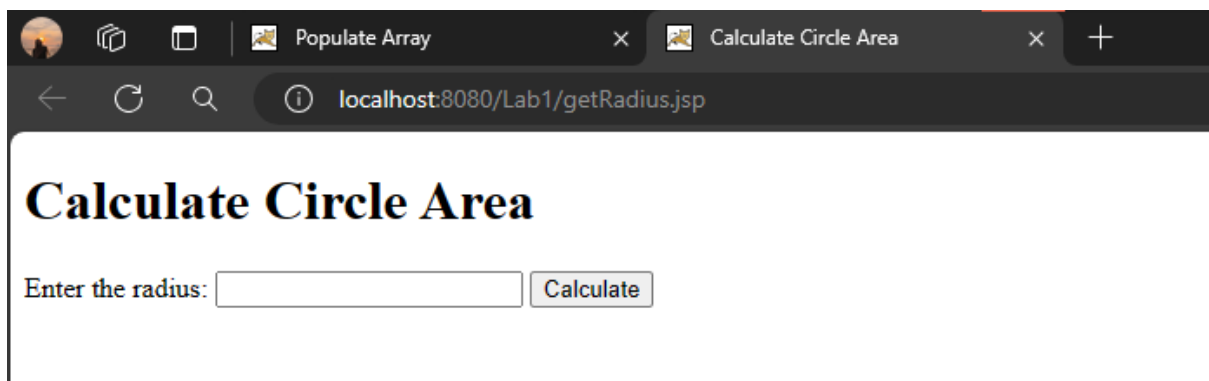 Populate Array
Calculate Circle Area
localhost:8080/Lab1/getRadius.jsp
Calculate Circle Area
Enter the radius: Calculate